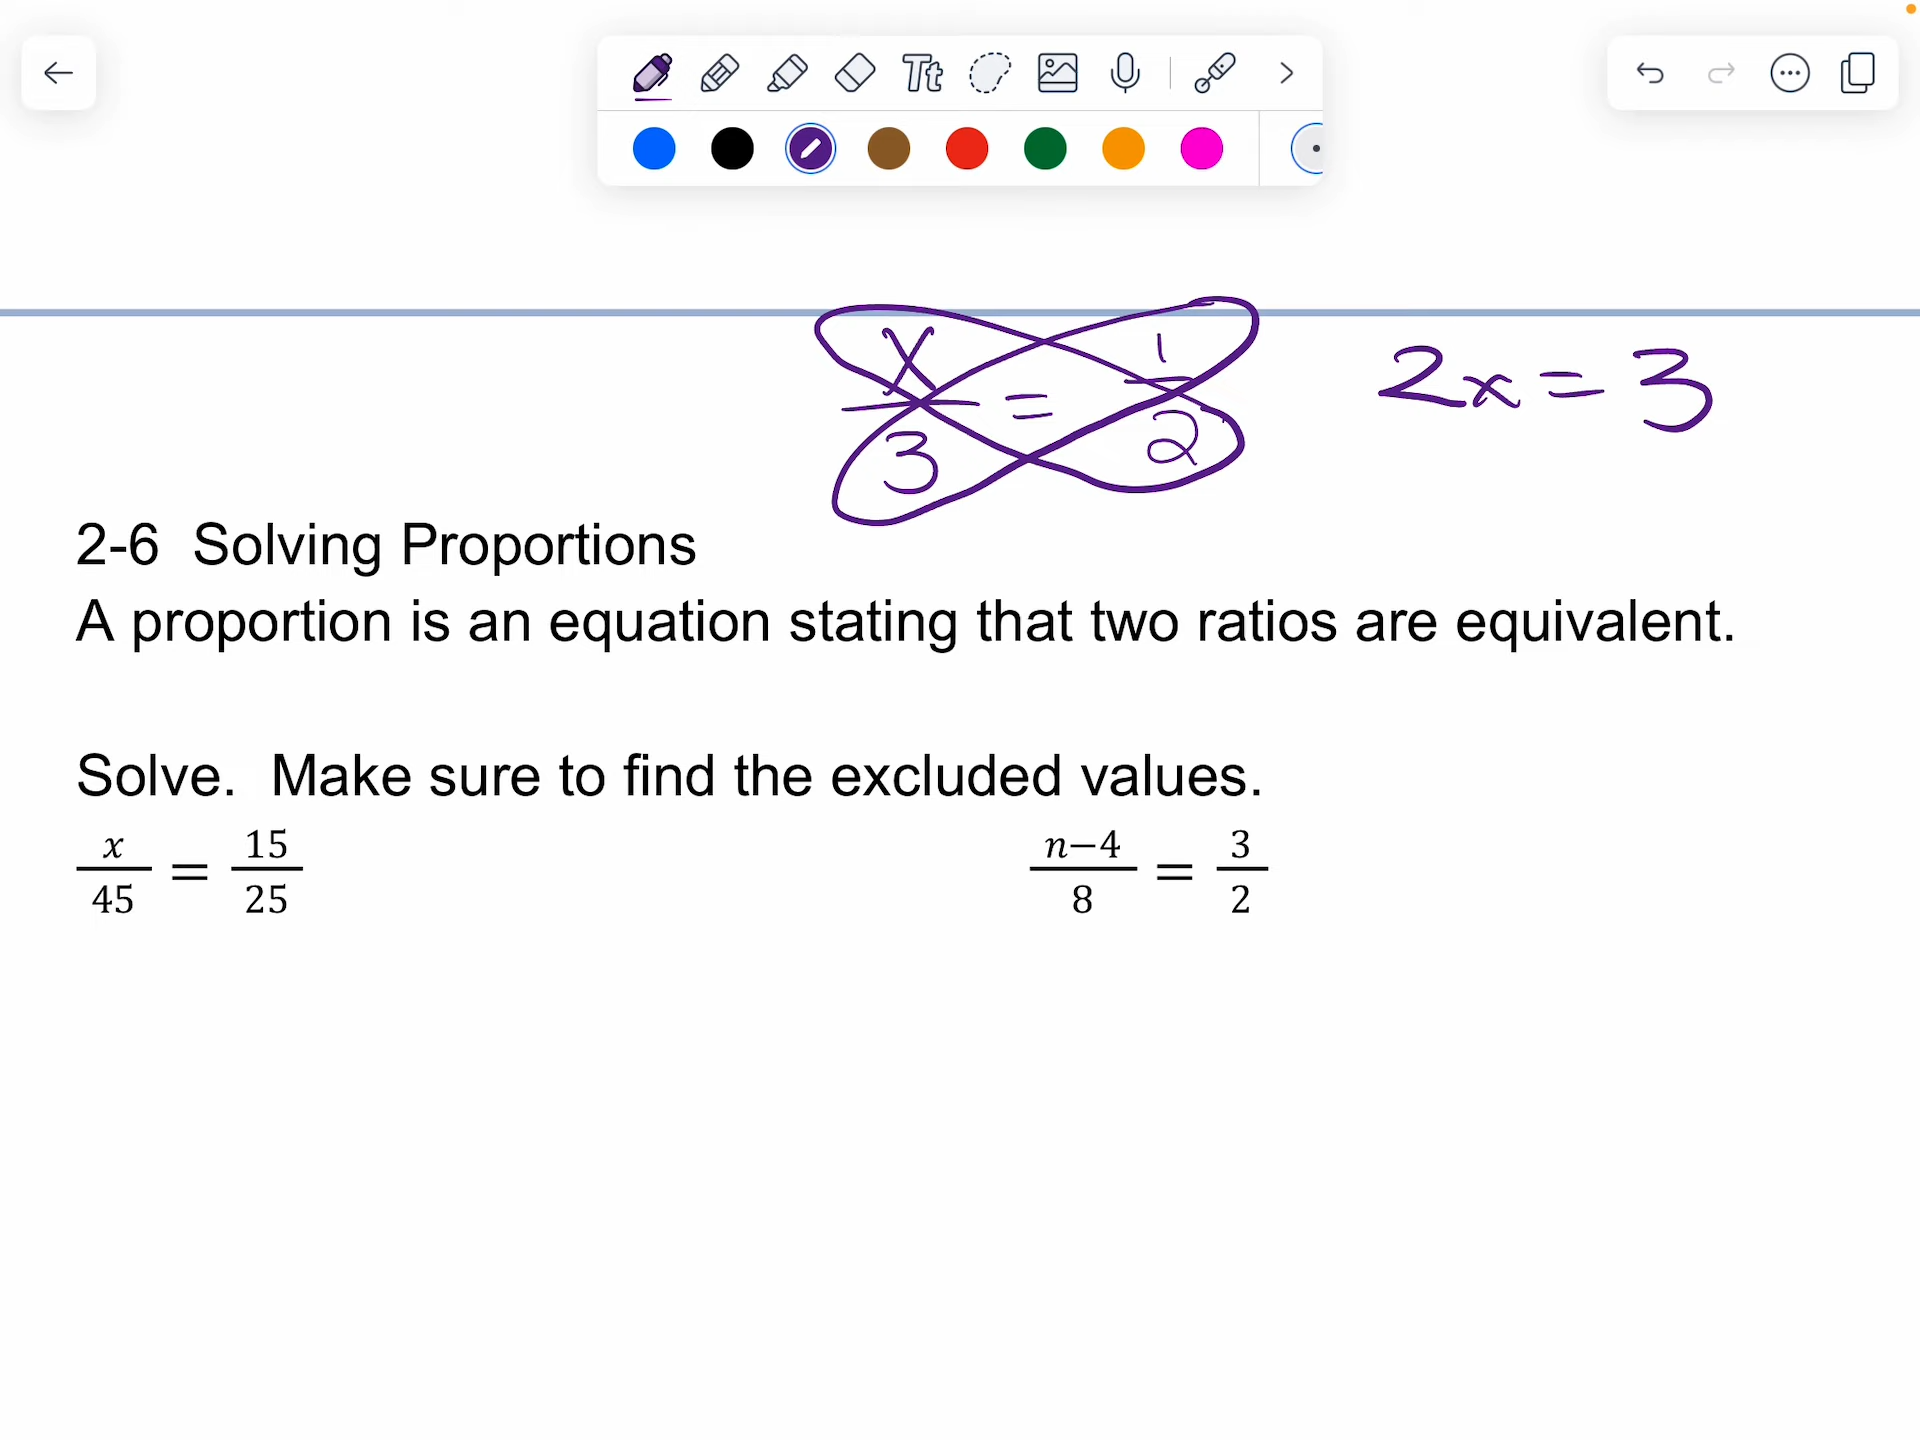 Tt
x/3 = 1/2 2x = 3
2-6 Solving Proportions
A proportion is an equation stating that two ratios are equivalent.
Solve. Make sure to find the excluded values.
x/45 = 15/25 n−4/8 = 3/2